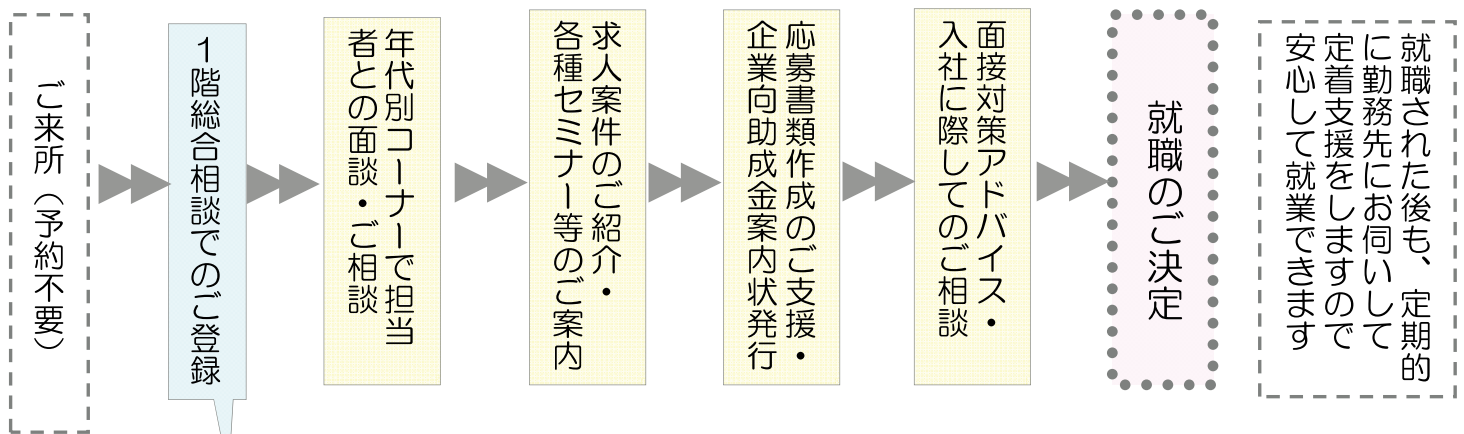 ご来所（予約不要）
１階総合相談でのご登録
年代別コーナーで担当
者との面談・ご相談
求人案件のご紹介・
各種セミナー等のご案内
応募書類作成のご支援・
企業向助成金案内状発行
面接対策アドバイス・
入社に際してのご相談
就職のご決定
就職された後も、定期的
に勤務先にお伺いして
定着支援をしますので
安心して就業できます